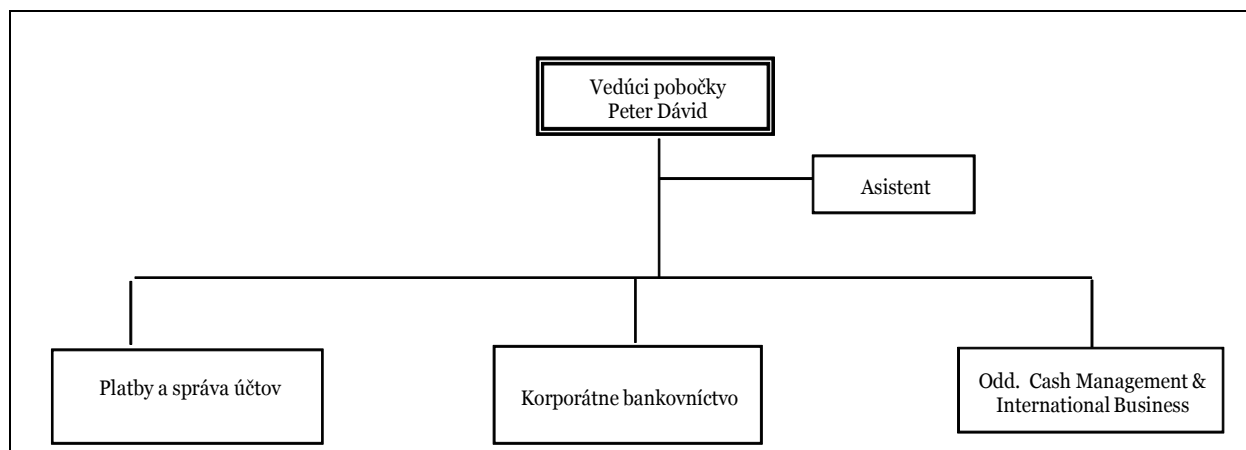 Vedúci pobočky
Peter Dávid
Asistent
Platby a správa účtov
Korporátne bankovníctvo
Odd. Cash Management &
International Business